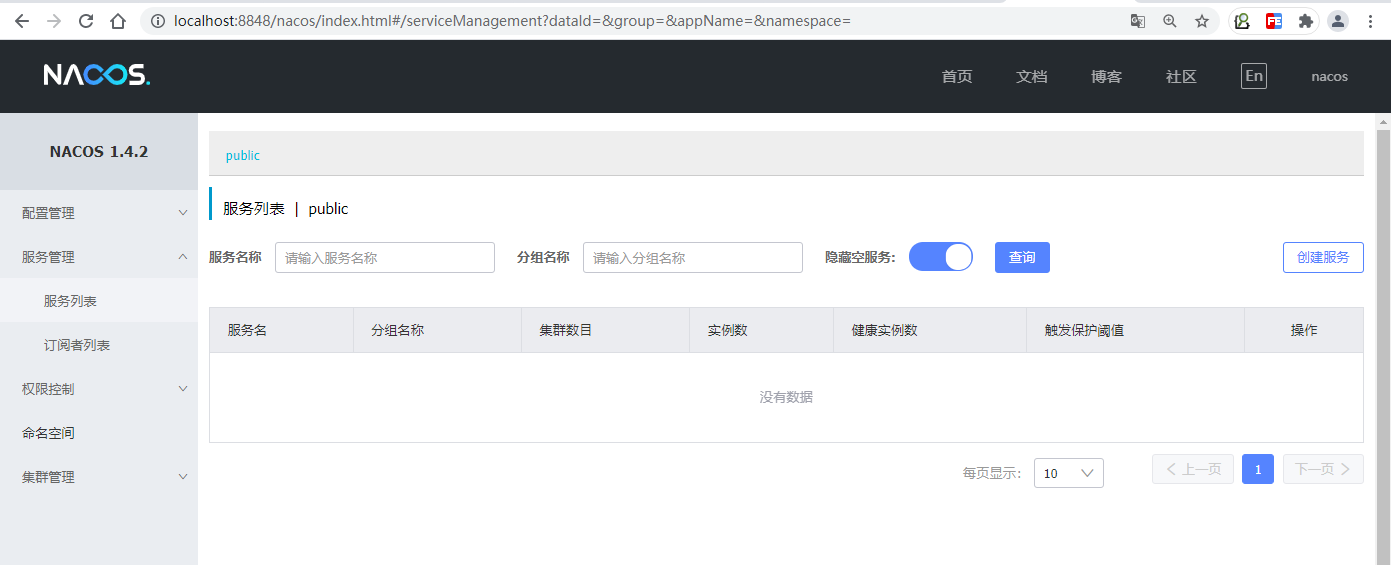 localhost:8848/nacos/index.html#/serviceManagement?dataId=&group=&appName=&namespace=
NACOS.
首页 文档 博客 社区 En nacos
NACOS 1.4.2
配置管理
服务管理
服务列表
订阅者列表
权限控制
命名空间
集群管理
public
服务列表 | public
服务名称 请输入服务名称 分组名称 请输入分组名称 隐藏空服务: 查询 创建服务
服务名 分组名称 集群数目 实例数 健康实例数 触发保护阈值 操作
没有数据
每页显示: 10 上一页 1 下一页